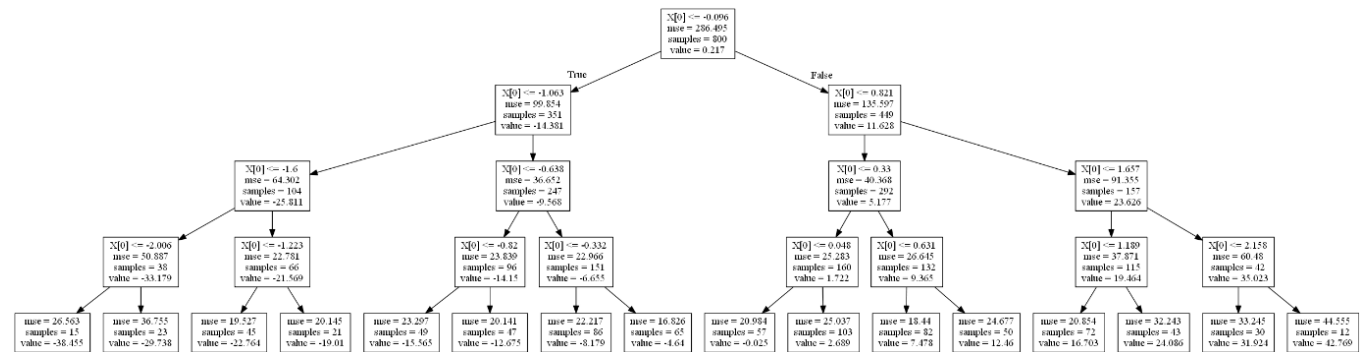 X[0] <= -0.096
mse = 286.495
samples = 800
value = 0.217
True
False
X[0] <= -1.063
mse = 99.854
samples = 351
value = -14.381
X[0] <= 0.821
mse = 135.597
samples = 449
value = 11.628
X[0] <= -1.6
mse = 64.302
samples = 104
value = -25.811
X[0] <= -0.638
mse = 36.652
samples = 247
value = -9.568
X[0] <= 0.33
mse = 40.368
samples = 292
value = 5.177
X[0] <= 1.657
mse = 91.355
samples = 157
value = 23.626
X[0] <= -2.006
mse = 50.887
samples = 38
value = -33.179
X[0] <= -1.223
mse = 22.781
samples = 66
value = -21.569
X[0] <= -0.82
mse = 23.839
samples = 96
value = -14.15
X[0] <= -0.332
mse = 22.966
samples = 151
value = -6.655
X[0] <= 0.048
mse = 25.283
samples = 160
value = 1.722
X[0] <= 0.631
mse = 26.645
samples = 132
value = 9.365
X[0] <= 1.189
mse = 37.871
samples = 115
value = 19.464
X[0] <= 2.158
mse = 60.48
samples = 42
value = 35.023
mse = 26.563
samples = 15
value = -38.455
mse = 36.755
samples = 23
value = -29.738
mse = 19.527
samples = 45
value = -22.764
mse = 20.145
samples = 21
value = -19.01
mse = 23.297
samples = 49
value = -15.565
mse = 20.141
samples = 47
value = -12.675
mse = 22.217
samples = 86
value = -8.179
mse = 16.826
samples = 65
value = -4.64
mse = 20.984
samples = 57
value = -0.025
mse = 25.037
samples = 103
value = 2.689
mse = 18.44
samples = 82
value = 7.478
mse = 24.677
samples = 50
value = 12.46
mse = 20.854
samples = 72
value = 16.703
mse = 32.243
samples = 43
value = 24.086
mse = 33.245
samples = 30
value = 31.924
mse = 44.555
samples = 12
value = 42.769